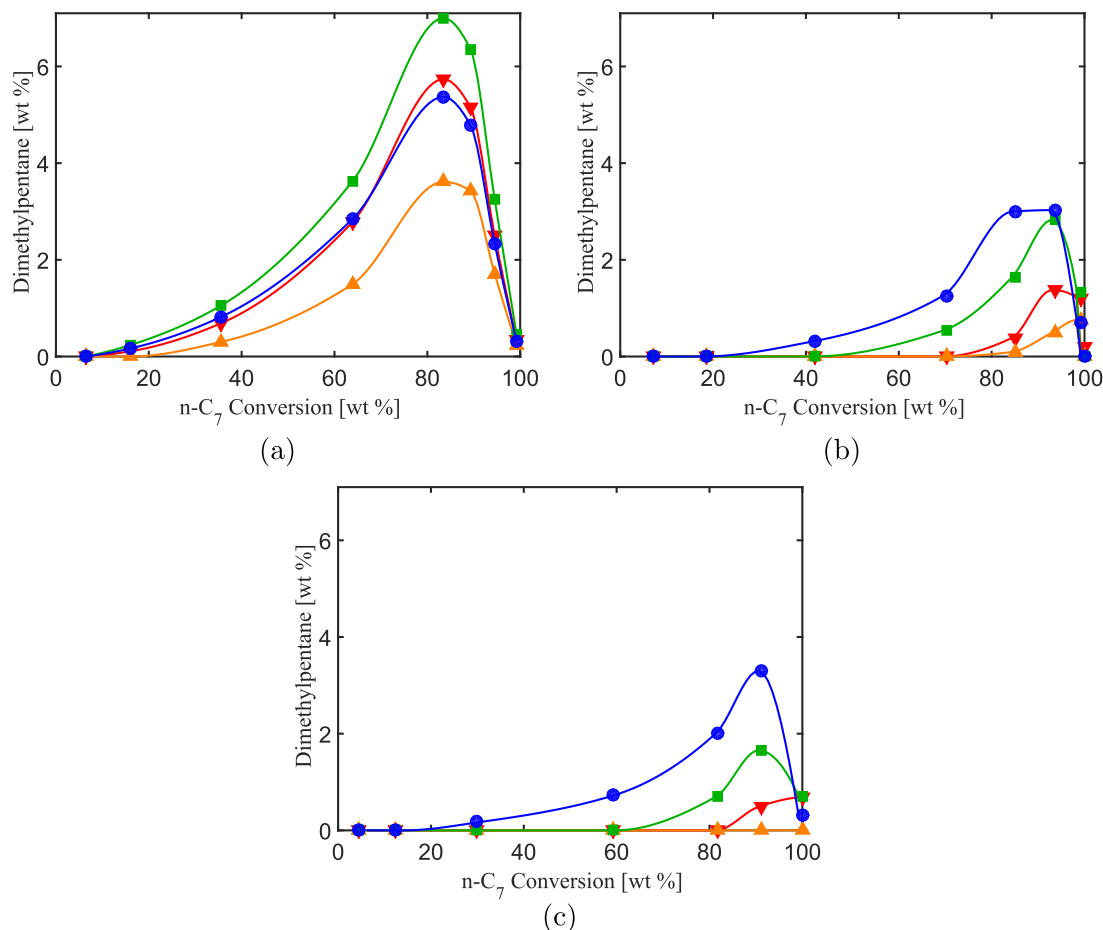 Dimethylpentane [wt %]
6
4
2
0
0 20 40 60 80 100
n-C7 Conversion [wt %]
(a)
Dimethylpentane [wt %]
6
4
2
0
0 20 40 60 80 100
n-C7 Conversion [wt %]
(b)
Dimethylpentane [wt %]
6
4
2
0
0 20 40 60 80 100
n-C7 Conversion [wt %]
(c)